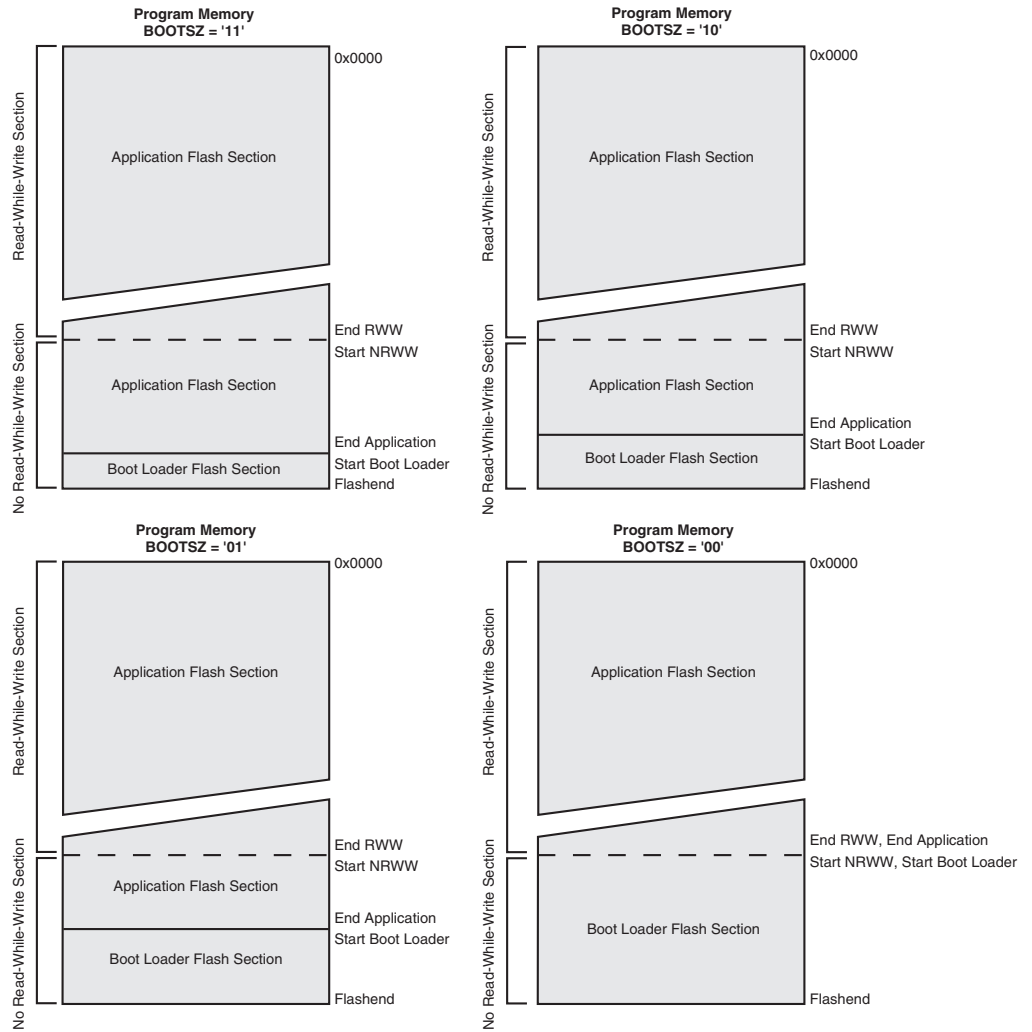 Program Memory
BOOTSZ = '11'
0x0000
Read-While-Write Section
Application Flash Section
End RWW
Start NRWW
No Read-While-Write Section
Application Flash Section
End Application
Start Boot Loader
Boot Loader Flash Section
Flashend
Program Memory
BOOTSZ = '10'
0x0000
Read-While-Write Section
Application Flash Section
End RWW
Start NRWW
No Read-While-Write Section
Application Flash Section
End Application
Start Boot Loader
Boot Loader Flash Section
Flashend
Program Memory
BOOTSZ = '01'
0x0000
Read-While-Write Section
Application Flash Section
End RWW
Start NRWW
No Read-While-Write Section
Application Flash Section
End Application
Start Boot Loader
Boot Loader Flash Section
Flashend
Program Memory
BOOTSZ = '00'
0x0000
Read-While-Write Section
Application Flash Section
End RWW, End Application
Start NRWW, Start Boot Loader
No Read-While-Write Section
Boot Loader Flash Section
Flashend